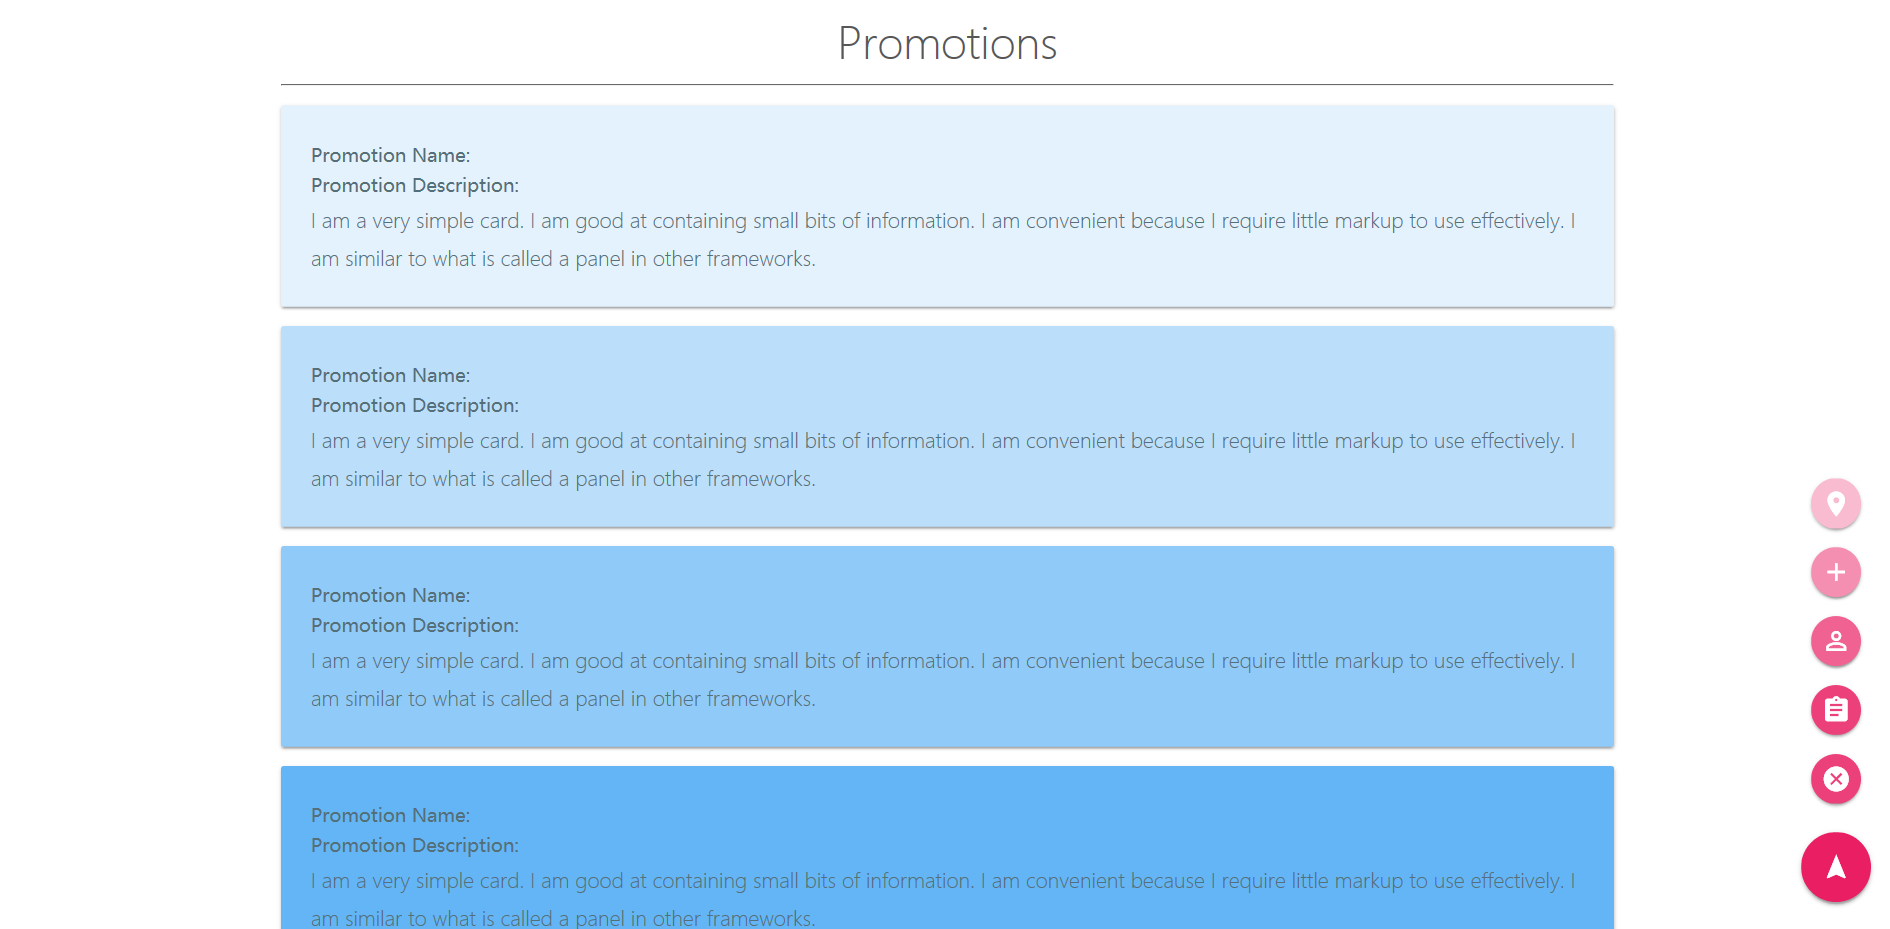 Promotions
Promotion Name:
Promotion Description:
I am a very simple card. I am good at containing small bits of information. I am convenient because I require little markup to use effectively. I
am similar to what is called a panel in other frameworks.
Promotion Name:
Promotion Description:
I am a very simple card. I am good at containing small bits of information. I am convenient because I require little markup to use effectively. I
am similar to what is called a panel in other frameworks.
Promotion Name:
Promotion Description:
I am a very simple card. I am good at containing small bits of information. I am convenient because I require little markup to use effectively. I
am similar to what is called a panel in other frameworks.
Promotion Name:
Promotion Description:
I am a very simple card. I am good at containing small bits of information. I am convenient because I require little markup to use effectively. I
am similar to what is called a panel in other frameworks.